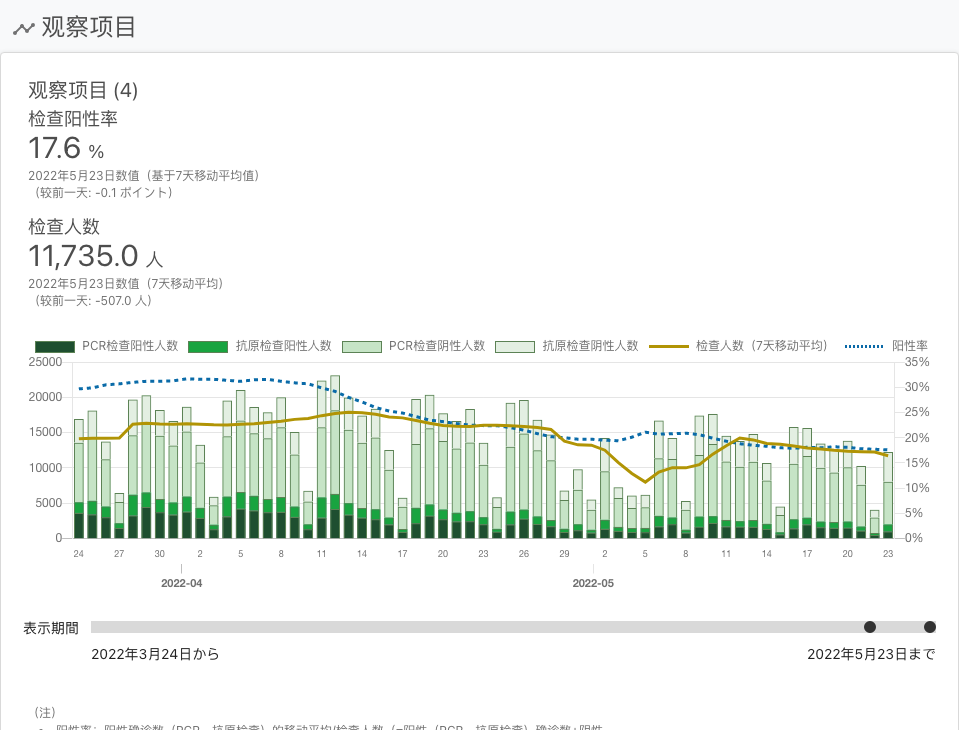 观察项目
观察项目 (4)
检查阳性率
17.6 %
2022年5月23日数值（基于7天移动平均值）
（较前一天: -0.1 ポイント）
检查人数
11,735.0 人
2022年5月23日数值（7天移动平均）
（较前一天: -507.0 人）
PCR检查阳性人数 抗原检查阳性人数 PCR检查阴性人数 抗原检查阴性人数 检查人数（7天移动平均） 阳性率
25000 35%
20000 30%
15000 25%
10000 20%
5000 15%
0 10%
5%
0%
24 27 30 2 5 8 11 14 17 20 23 26 29 2 5 8 11 14 17 20 23
2022-04 2022-05
表示期間
2022年3月24日から 2022年5月23日まで
（注）